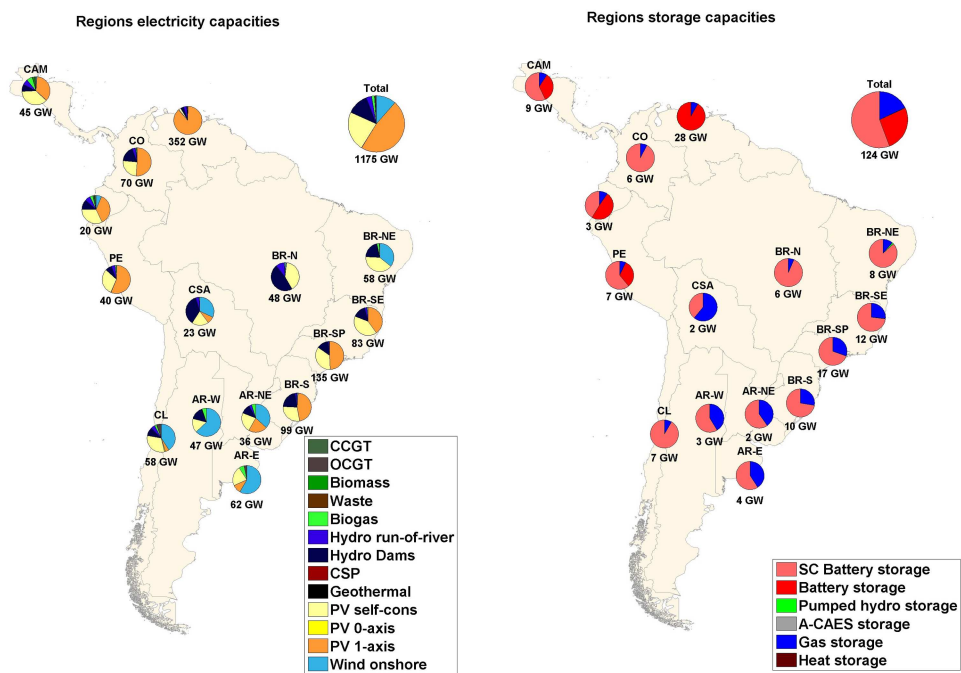 Regions electricity capacities
CAM
45 GW
Total
1175 GW
352 GW
CO
70 GW
20 GW
PE
40 GW
BR-N
48 GW
BR-NE
58 GW
CSA
23 GW
BR-SE
83 GW
BR-SP
135 GW
BR-S
99 GW
AR-NE
36 GW
AR-W
47 GW
CL
58 GW
AR-E
62 GW
CCGT
OCGT
Biomass
Waste
Biogas
Hydro run-of-river
Hydro Dams
CSP
Geothermal
PV self-cons
PV 0-axis
PV 1-axis
Wind onshore
Regions storage capacities
CAM
9 GW
Total
124 GW
28 GW
CO
6 GW
3 GW
PE
7 GW
BR-N
6 GW
BR-NE
8 GW
CSA
2 GW
BR-SE
12 GW
BR-SP
17 GW
BR-S
10 GW
AR-NE
2 GW
AR-W
3 GW
CL
7 GW
AR-E
4 GW
SC Battery storage
Battery storage
Pumped hydro storage
A-CAES storage
Gas storage
Heat storage